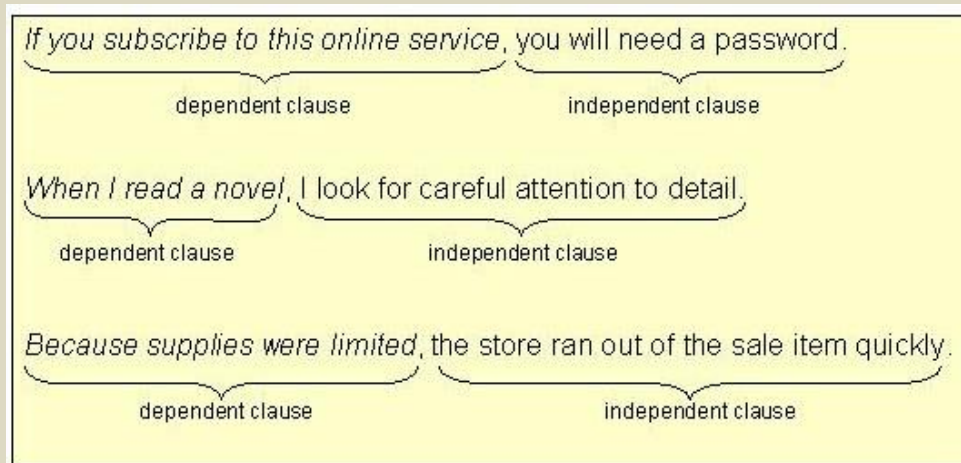 If you subscribe to this online service, you will need a password.
dependent clause independent clause
When I read a novel, I look for careful attention to detail.
dependent clause independent clause
Because supplies were limited, the store ran out of the sale item quickly.
dependent clause independent clause